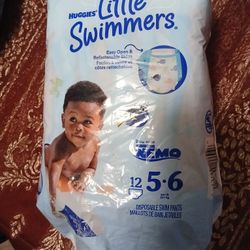 HUGGIES
Little
Swimmers
Easy Open &
Refastenable Sides
NEMO
12 5-6
DISPOSABLE SWIM PANTS
MAILLOTS DE BAIN JETABLES